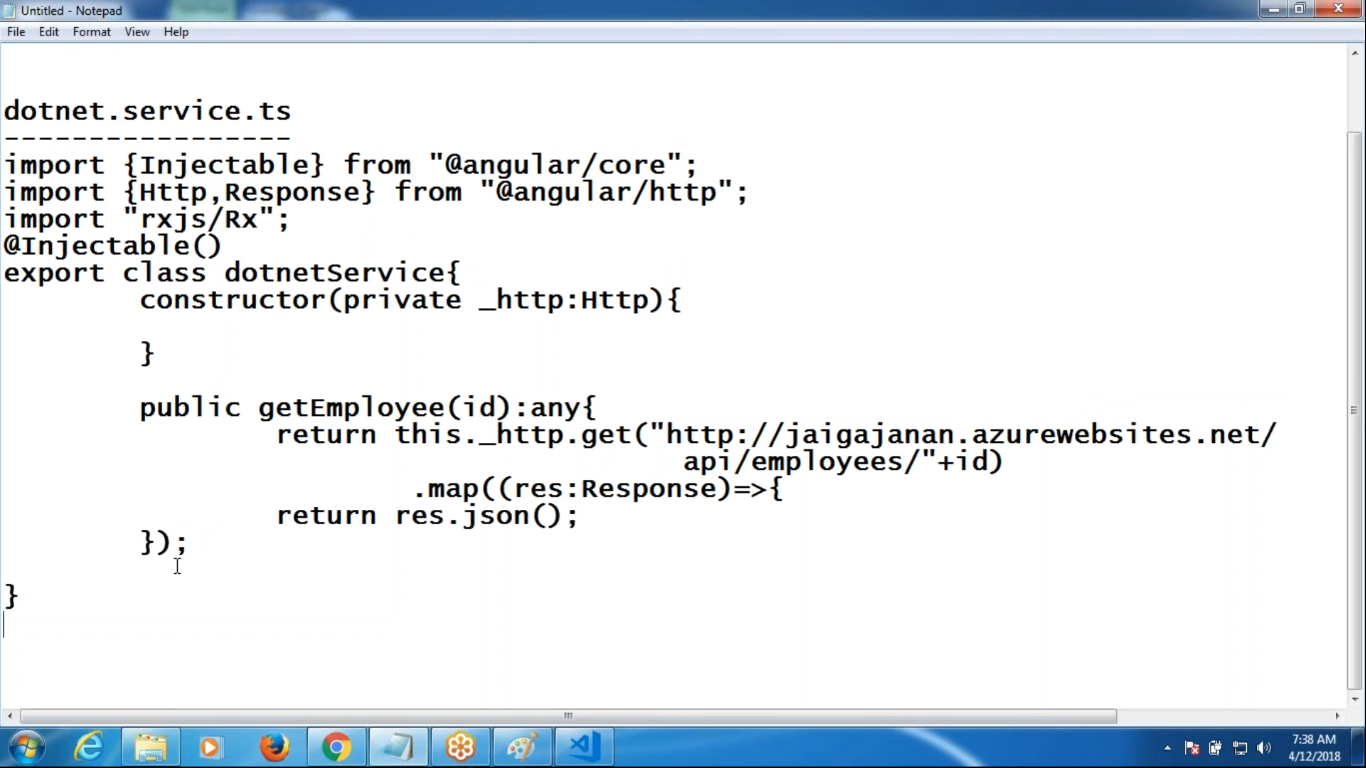 Untitled - Notepad
File Edit Format View Help
dotnet.service.ts
-----------------
import {Injectable} from "@angular/core";
import {Http,Response} from "@angular/http";
import "rxjs/Rx";
@Injectable()
export class dotnetService{
constructor(private _http:Http){
}
public getEmployee(id):any{
return this._http.get("http://jaigajanan.azurewebsites.net/
api/employees/"+id)
.map((res:Response)=>{
return res.json();
});
}
7:38 AM
4/12/2018